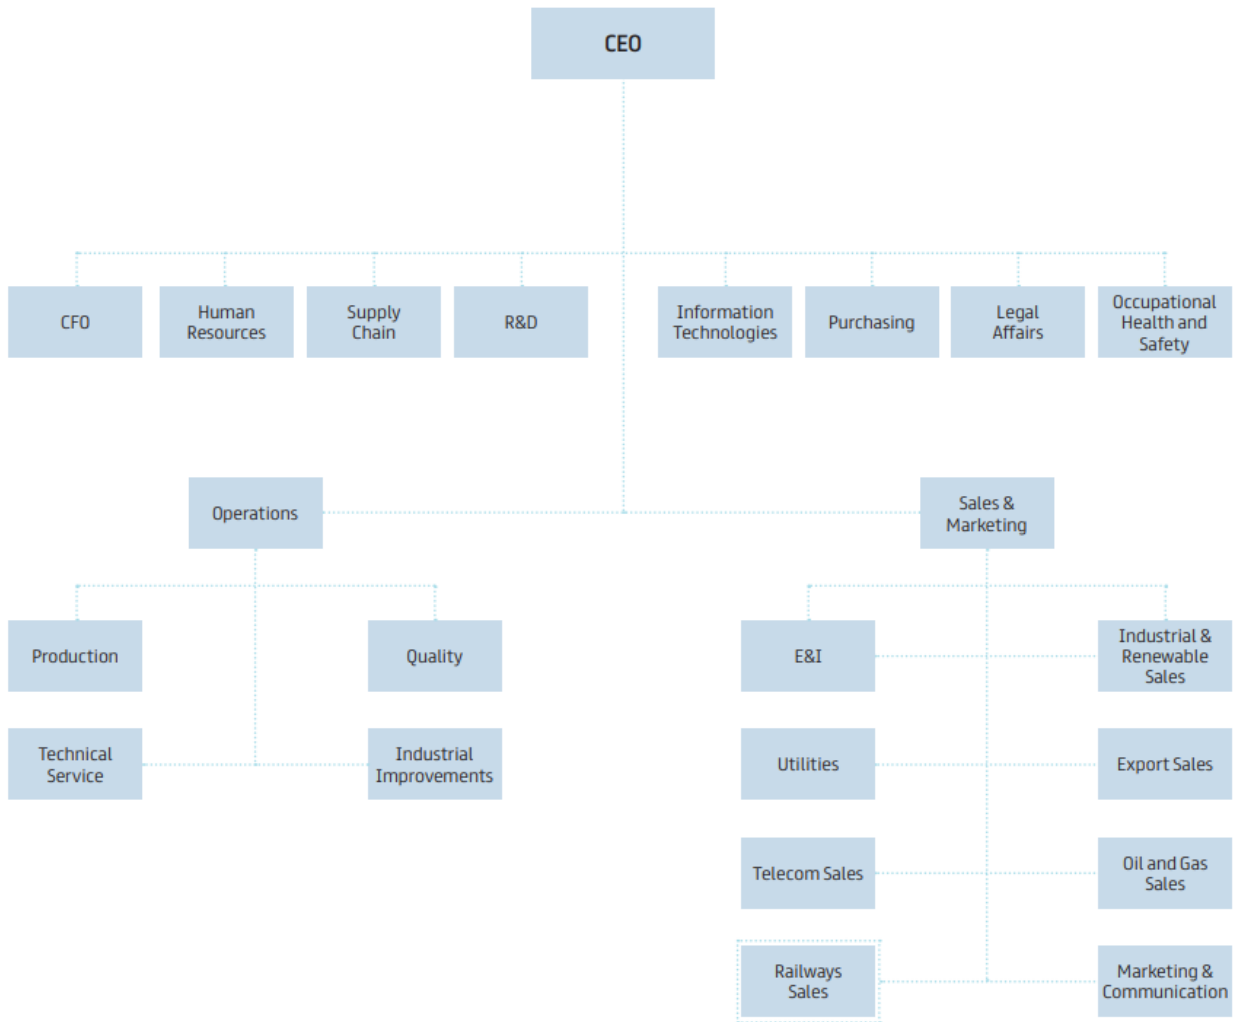 CEO
CFO
Human
Resources
Supply
Chain
R&D
Information
Technologies
Purchasing
Legal
Affairs
Occupational
Health and
Safety
Operations
Sales &
Marketing
Production
Quality
E&I
Industrial &
Renewable
Sales
Technical
Service
Industrial
Improvements
Utilities
Export Sales
Telecom Sales
Oil and Gas
Sales
Railways
Sales
Marketing &
Communication